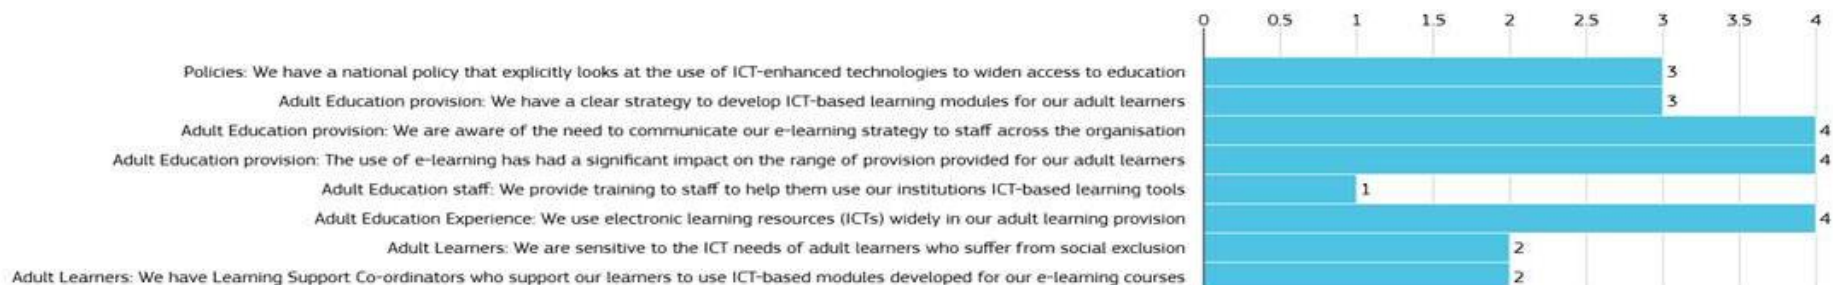 0 0.5 1 1.5 2 2.5 3 3.5 4
Policies: We have a national policy that explicitly looks at the use of ICT-enhanced technologies to widen access to education 3
Adult Education provision: We have a clear strategy to develop ICT-based learning modules for our adult learners 3
Adult Education provision: We are aware of the need to communicate our e-learning strategy to staff across the organisation 4
Adult Education provision: The use of e-learning has had a significant impact on the range of provision provided for our adult learners 4
Adult Education staff: We provide training to staff to help them use our institutions ICT-based learning tools 1
Adult Education Experience: We use electronic learning resources (ICTs) widely in our adult learning provision 4
Adult Learners: We are sensitive to the ICT needs of adult learners who suffer from social exclusion 2
Adult Learners: We have Learning Support Co-ordinators who support our learners to use ICT-based modules developed for our e-learning courses 2